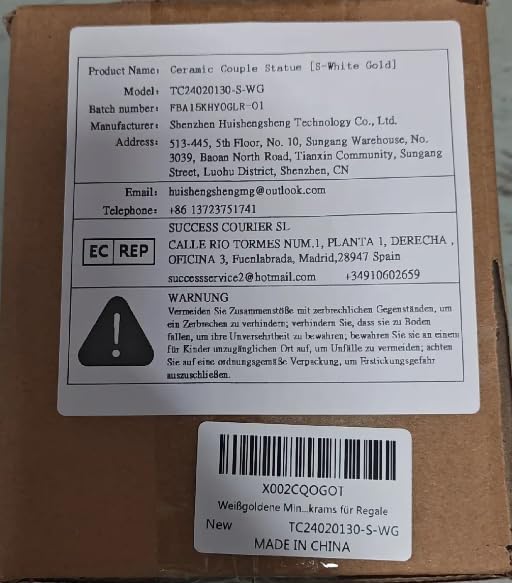 Product Name: Ceramic Couple Statue [S-White Gold]
Model: TC24020130-S-WG
Batch number: FBA15KHY0GLR-01
Manufacturer: Shenzhen Huishengsheng Technology Co., Ltd.
Address: 513-445, 5th Floor, No. 10, Sungang Warehouse, No.
3039, Baoan North Road, Tianxin Community, Sungang
Street, Luohu District, Shenzhen, CN
Email: huishengshengmg@outlook.com
Telephone: +86 13723751741
SUCCESS COURIER SL
EC REP
CALLE RIO TORMES NUM.1, PLANTA 1, DERECHA,
OFICINA 3, Fuenlabrada, Madrid,28947 Spain
successservice2@hotmail.com +34910602659
WARNUNG
Vermeiden Sie Zusammenstöße mit zerbrechlichen Gegenständen, um
ein Zerbrechen zu verhindern; verhindern Sie, dass sie zu Boden
fallen, um ihre Unversehrtheit zu bewahren; bewahren Sie sie an einem
für Kinder unzugänglichen Ort auf, um Unfälle zu vermeiden; achten
Sie auf eine ordnungsgemäße Verpackung, um Erstickungsgefahr
auszuschließen.
X002CQOGOT
Weißgoldene Min...krams für Regale
New TC24020130-S-WG
MADE IN CHINA